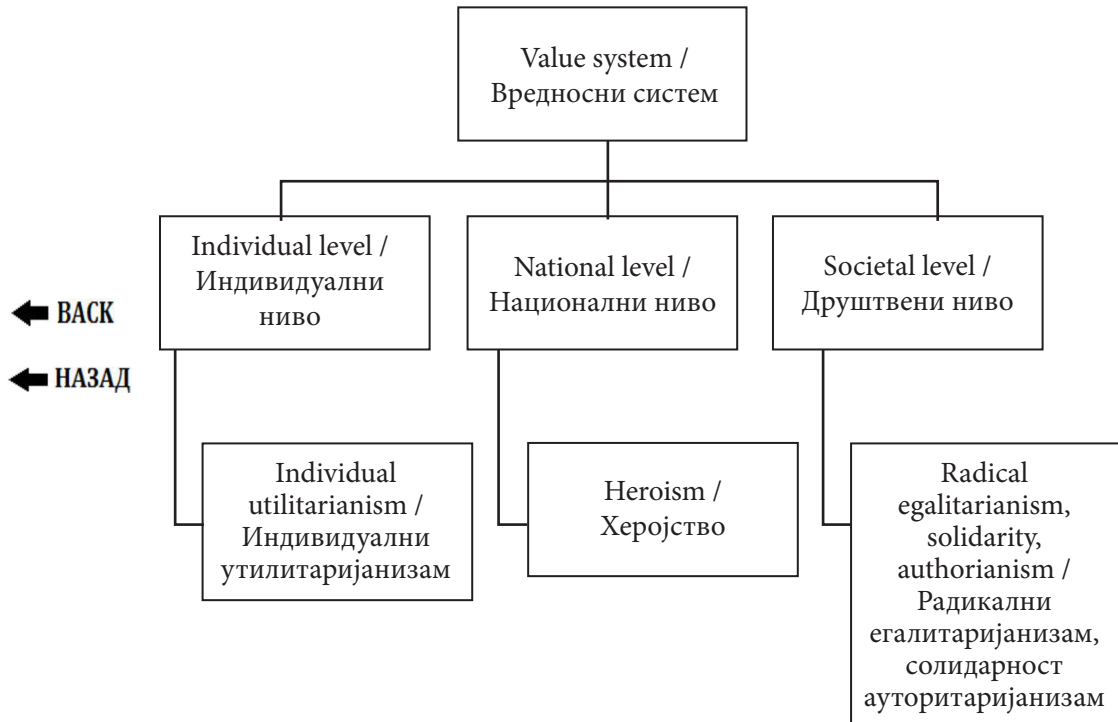 Value system /
Вредносни систем
Individual level /
Индивидуални
ниво
National level /
Национални ниво
Societal level /
Друштвени ниво
BACK
НАЗАД
Individual
utilitarianism /
Индивидуални
утилитаријанизам
Heroism /
Херојство
Radical
egalitarianism,
solidarity,
authorianism /
Радикални
егалитаријанизам,
солидарност
ауторитаријанизам